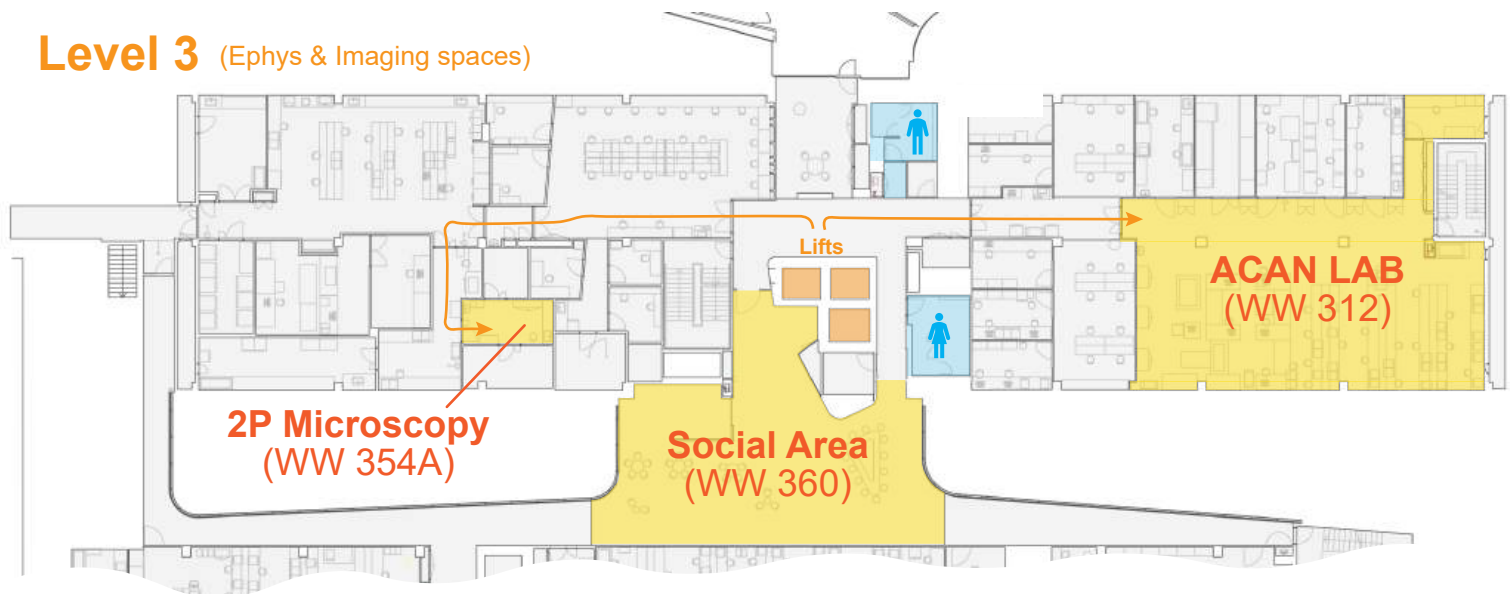 Level 3 (Ephys & Imaging spaces)
Lifts
ACAN LAB
(WW 312)
2P Microscopy
(WW 354A)
Social Area
(WW 360)